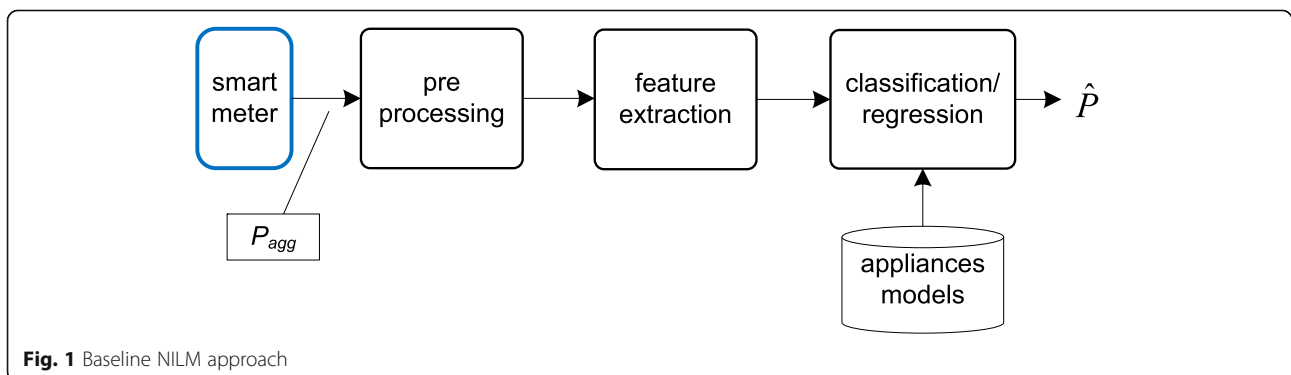 smart
meter
pre
processing
feature
extraction
classification/
regression
P̂
P_agg
appliances
models
Fig. 1 Baseline NILM approach